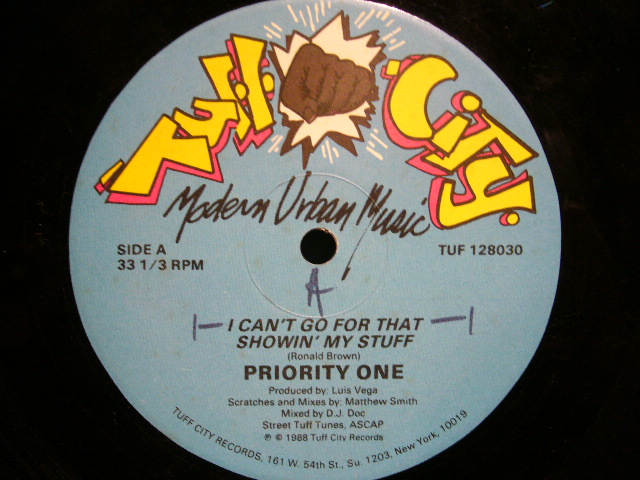 Tuff City
Modern Urban Music
SIDE A
33 1/3 RPM
TUF 128030
A
I CAN'T GO FOR THAT
SHOWIN' MY STUFF
(Ronald Brown)
PRIORITY ONE
Produced by: Luis Vega
Scratches and Mixes by: Matthew Smith
Mixed by D.J. Doc
Street Tuff Tunes, ASCAP
℗ © 1988 Tuff City Records
TUFF CITY RECORDS, 161 W. 54th St., Su. 1203, New York, 10019